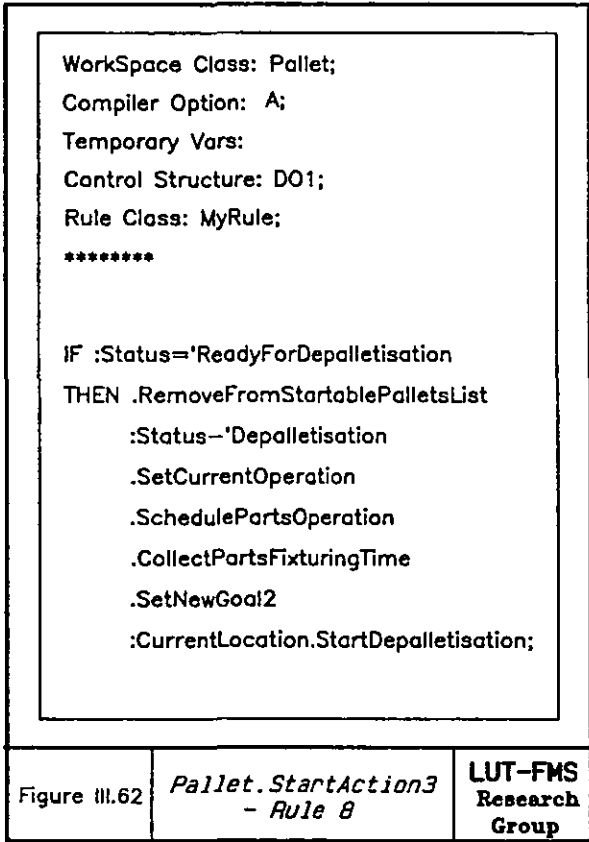 WorkSpace Class: Pallet;
Compiler Option: A;
Temporary Vars:
Control Structure: DO1;
Rule Class: MyRule;
********
IF :Status='ReadyForDepalletisation
THEN .RemoveFromStartablePalletsList
:Status-'Depalletisation
.SetCurrentOperation
.SchedulePartsOperation
.CollectPartsFixturingTime
.SetNewGoal2
:CurrentLocation.StartDepalletisation;
Figure III.62
Pallet.StartAction3
- Rule 8
LUT-FMS
Research
Group